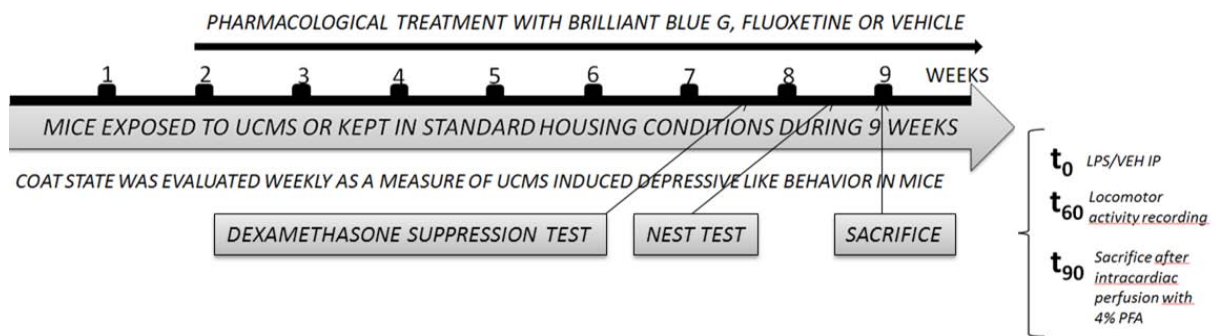 PHARMACOLOGICAL TREATMENT WITH BRILLIANT BLUE G, FLUOXETINE OR VEHICLE
1 2 3 4 5 6 7 8 9 WEEKS
MICE EXPOSED TO UCMS OR KEPT IN STANDARD HOUSING CONDITIONS DURING 9 WEEKS
COAT STATE WAS EVALUATED WEEKLY AS A MEASURE OF UCMS INDUCED DEPRESSIVE LIKE BEHAVIOR IN MICE
DEXAMETHASONE SUPPRESSION TEST
NEST TEST
SACRIFICE
t0 LPS/VEH IP
t60 Locomotor
activity recording
t90 Sacrifice after
intracardiac
perfusion with
4% PFA